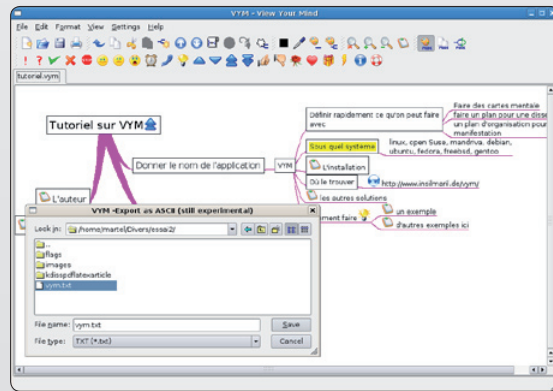 VYM - View Your Mind
File Edit Format View Settings Help
tutoriel.vym
Tutoriel sur VYM
L'auteur
Donner le nom de l'application
VYM
Définir rapidement ce qu'on peut faire
avec
Faire des cartes mentale
faire un plan pour une disse
un plan d'organisation pou
manifestation
Sous quel systeme
linux, open Suse, mandriva, debian,
ubuntu, fedora, freebsd, gentoo
L'installation
Où le trouver
http://www.insilmaril.de/vym/
les autres solutions
ment faire
un exemple
d'autres exemples ici
VYM -Export as ASCII (still experimental)
Look in: /home/martel/Divers/essai2/
..
flags
images
kdisspdflatexarticle
vym.txt
File name: vym.txt
Save
File type: TXT (*.txt)
Cancel